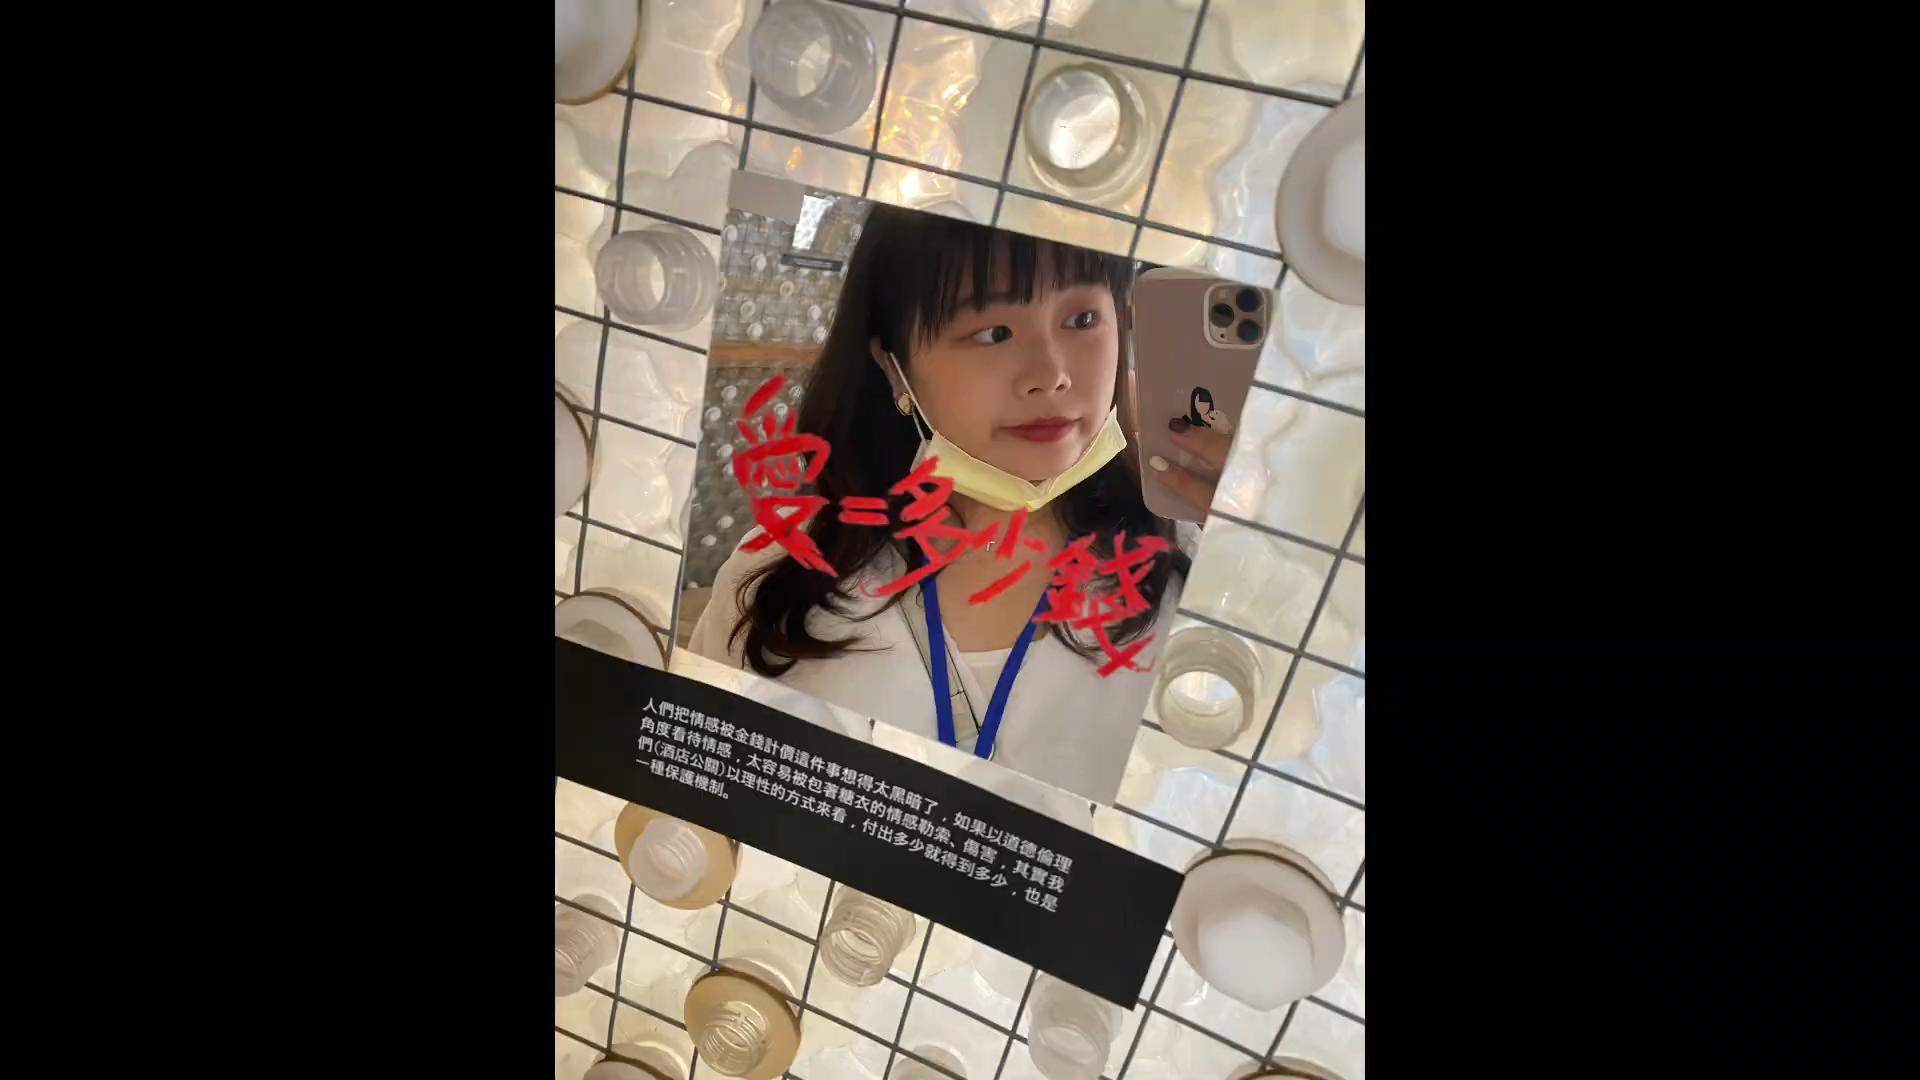 愛=多少錢
人們把情感被金錢計價這件事想得太黑暗了，如果以道德倫理
角度看待情感，太容易被包著糖衣的情感勒索、傷害，其實我
們(酒店公關)以理性的方式來看，付出多少就得到多少，也是
一種保護機制。